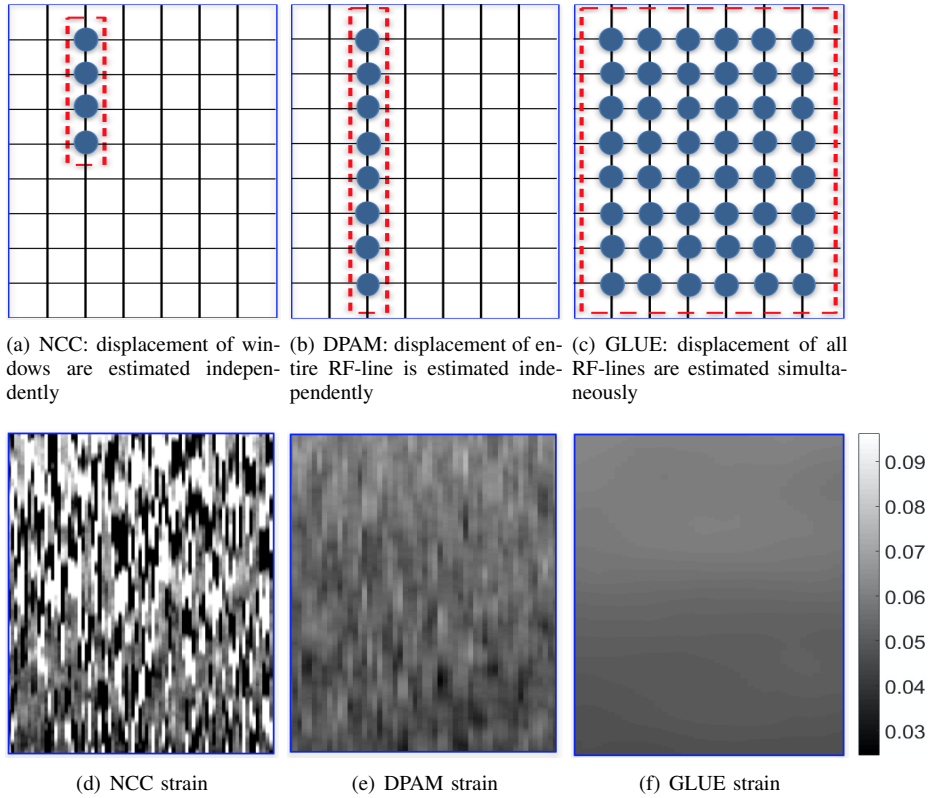 (a) NCC: displacement of win-
dows are estimated indepen-
dently
(b) DPAM: displacement of en-
tire RF-line is estimated inde-
pendently
(c) GLUE: displacement of all
RF-lines are estimated simulta-
neously
0.09
0.08
0.07
0.06
0.05
0.04
0.03
(d) NCC strain
(e) DPAM strain
(f) GLUE strain